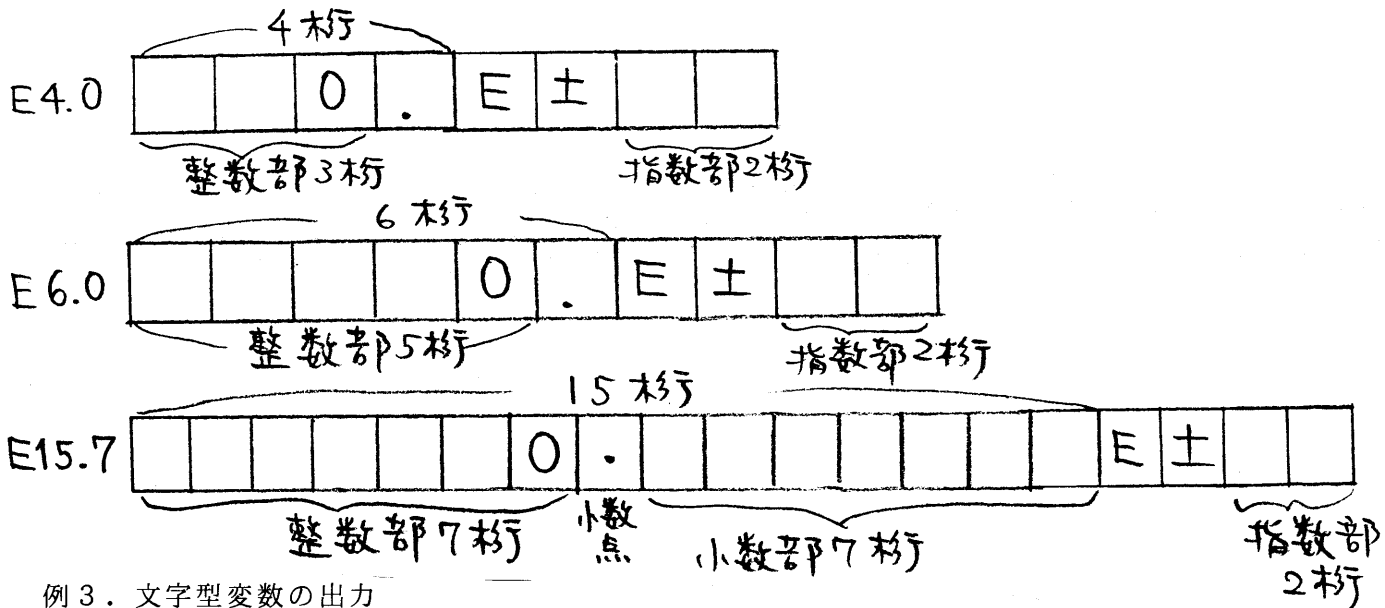 4桁
E4.0 0 . E ±
整数部3桁 指数部2桁
6桁
E6.0 0 . E ±
整数部5桁 指数部2桁
15桁
E15.7 0 . E ±
整数部7桁 小数点 小数部7桁 指数部2桁
例3．文字型変数の出力